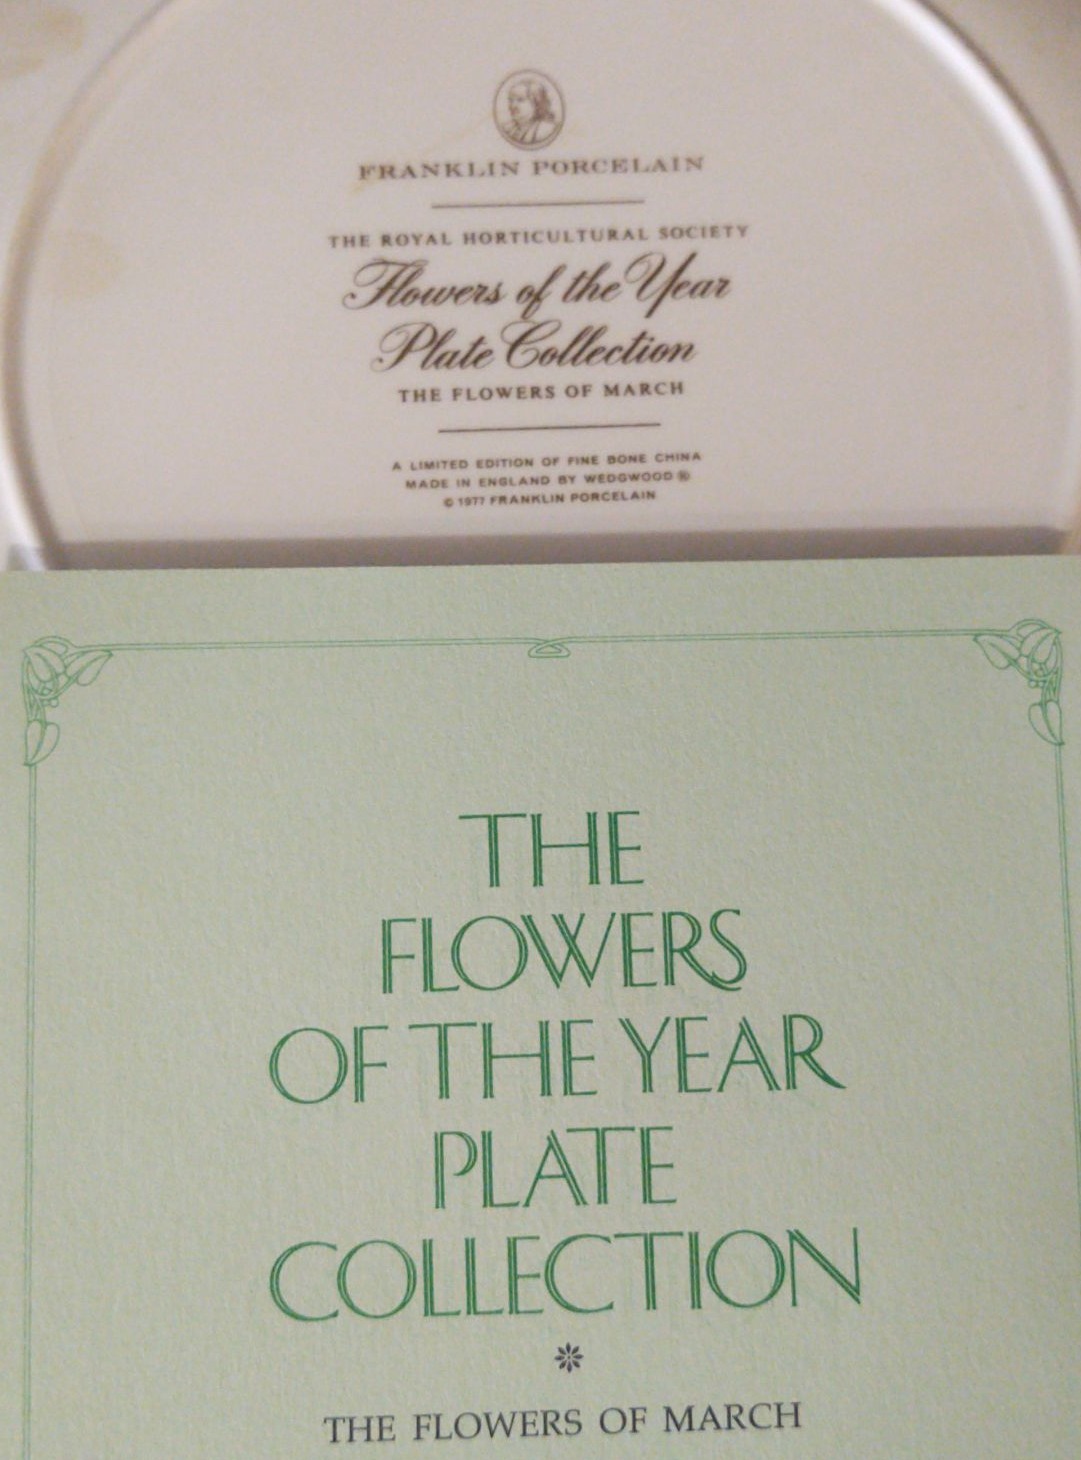 FRANKLIN PORCELAIN
THE ROYAL HORTICULTURAL SOCIETY
Flowers of the Year
Plate Collection
THE FLOWERS OF MARCH
A LIMITED EDITION OF FINE BONE CHINA
MADE IN ENGLAND BY WEDGWOOD ®
© 1977 FRANKLIN PORCELAIN
THE
FLOWERS
OF THE YEAR
PLATE
COLLECTION
THE FLOWERS OF MARCH